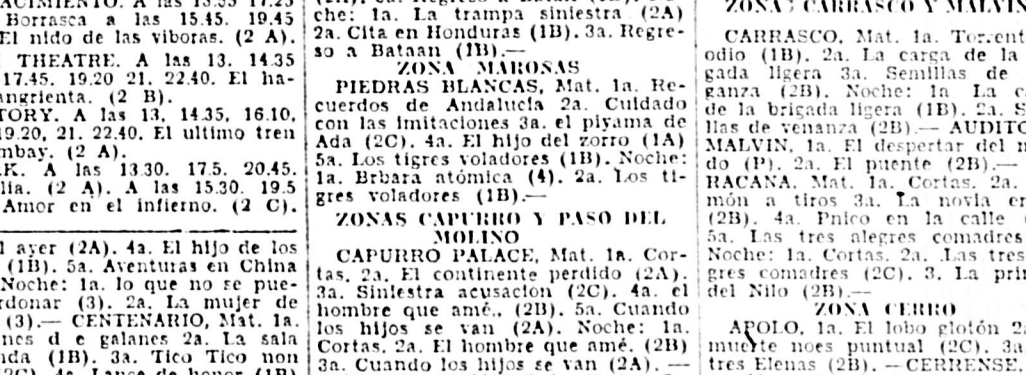 ACIMIENTO. A las 13.55 17.25
Borrasca a las 15.45. 19.45
El nido de las viboras. (2 A).
THEATRE. A las 13. 14.35
17.45. 19.20 21. 22.40. El ha-
angrienta. (2 B).
TORY. A las 13, 14.35, 16.10,
19.20, 21. 22.40. El ultimo tren
mbay. (2 A).
K. A las 13.30. 17.5. 20.45.
lia. (2 A). A las 15.30. 19.5
Amor en el infierno. (2 C).
l ayer (2A). 4a. El hijo de los
(1B). 5a. Aventuras en China
Noche: 1a. lo que no se pue-
rdonar (3). 2a. La mujer de
(3).— CENTENARIO, Mat. 1a.
nes d e galanes 2a. La sala
nda (1B). 3a. Tico Tico non
(2C). 4a. Lance de honor (1B)
che: 1a. La trampa siniestra (2A)
2a. Cita en Honduras (1B). 3a. Regre-
so a Bataan (1B).—
ZONA MAROÑAS
PIEDRAS BLANCAS, Mat. 1a. Re-
cuerdos de Andalucía 2a. Cuidado
con las imitaciones 3a. el piyama de
Ada (2C). 4a. El hijo del zorro (1A)
5a. Los tigres voladores (1B). Noche:
1a. Brbara atómica (4). 2a. Los ti-
gres voladores (1B).—
ZONAS CAPURRO Y PASO DEL
MOLINO
CAPURRO PALACE, Mat. 1a. Cor-
tas. 2a. El continente perdido (2A).
3a. Siniestra acusacion (2C). 4a. el
hombre que amé., (2B). 5a. Cuando
los hijos se van (2A). Noche: 1a.
Cortas. 2a. El hombre que amé. (2B)
3a. Cuando los hijos se van (2A). —
ZONA CARRASCO Y MALVIN
CARRASCO, Mat. 1a. Torrent
odio (1B). 2a. La carga de la
gada ligera 3a. Semillas de
ganza (2B). Noche: 1a La c
de la brigada ligera (1B). 2a. S
llas de venanza (2B).— AUDITO
MALVIN, 1a. El despertar del m
do (P). 2a. El puente (2B).—
RACANA. Mat. 1a. Cortas. 2a.
món a tiros 3a. La novia er
(2B). 4a. Pnico en la calle (
5a. Las tres alegres comadres
Noche: 1a. Cortas. 2a. .Las tres
gres comadres (2C). 3. La prin
del Nilo (2B).—
ZONA CERRO
APOLO, 1a. El lobo glotón 2a
muerte noes puntual (2C). 3a
tres Elenas (2B). — CERRENSE,